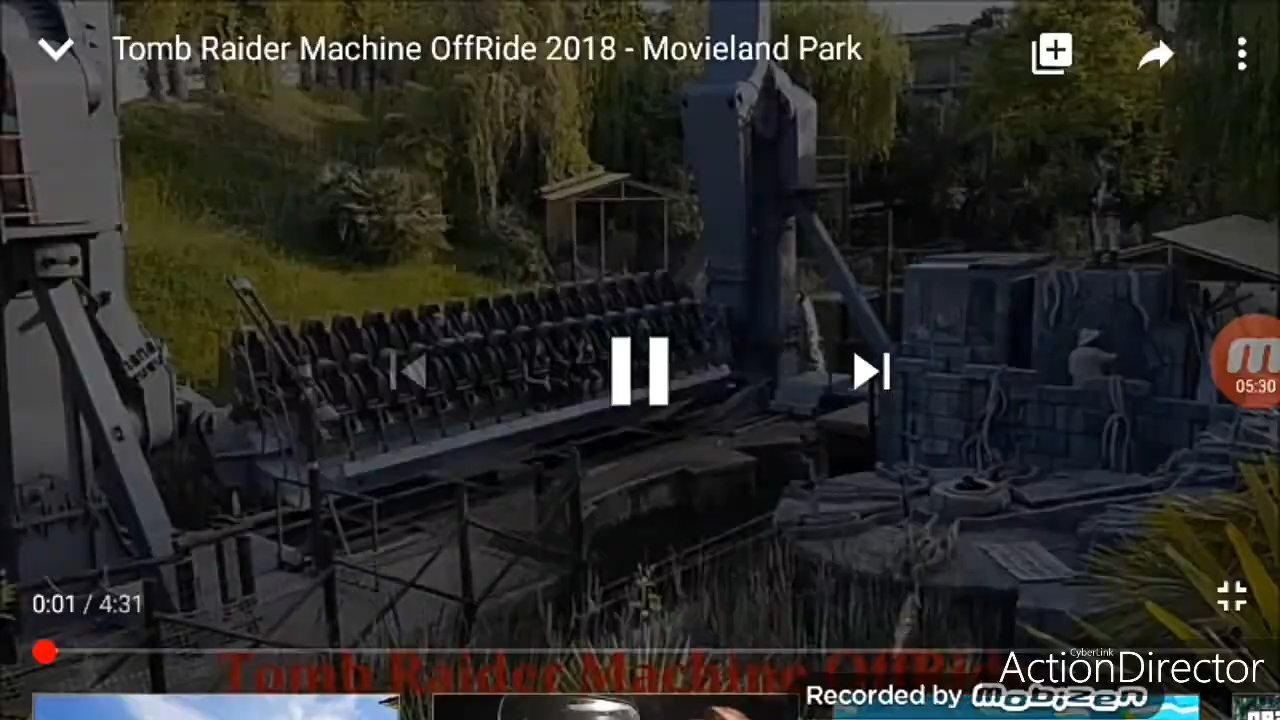 Tomb Raider Machine OffRide 2018 - Movieland Park
05:30
0:01 / 4:31
Tomb Raider Machine OffRi
CyberLink
ActionDirector
Recorded by mobizen